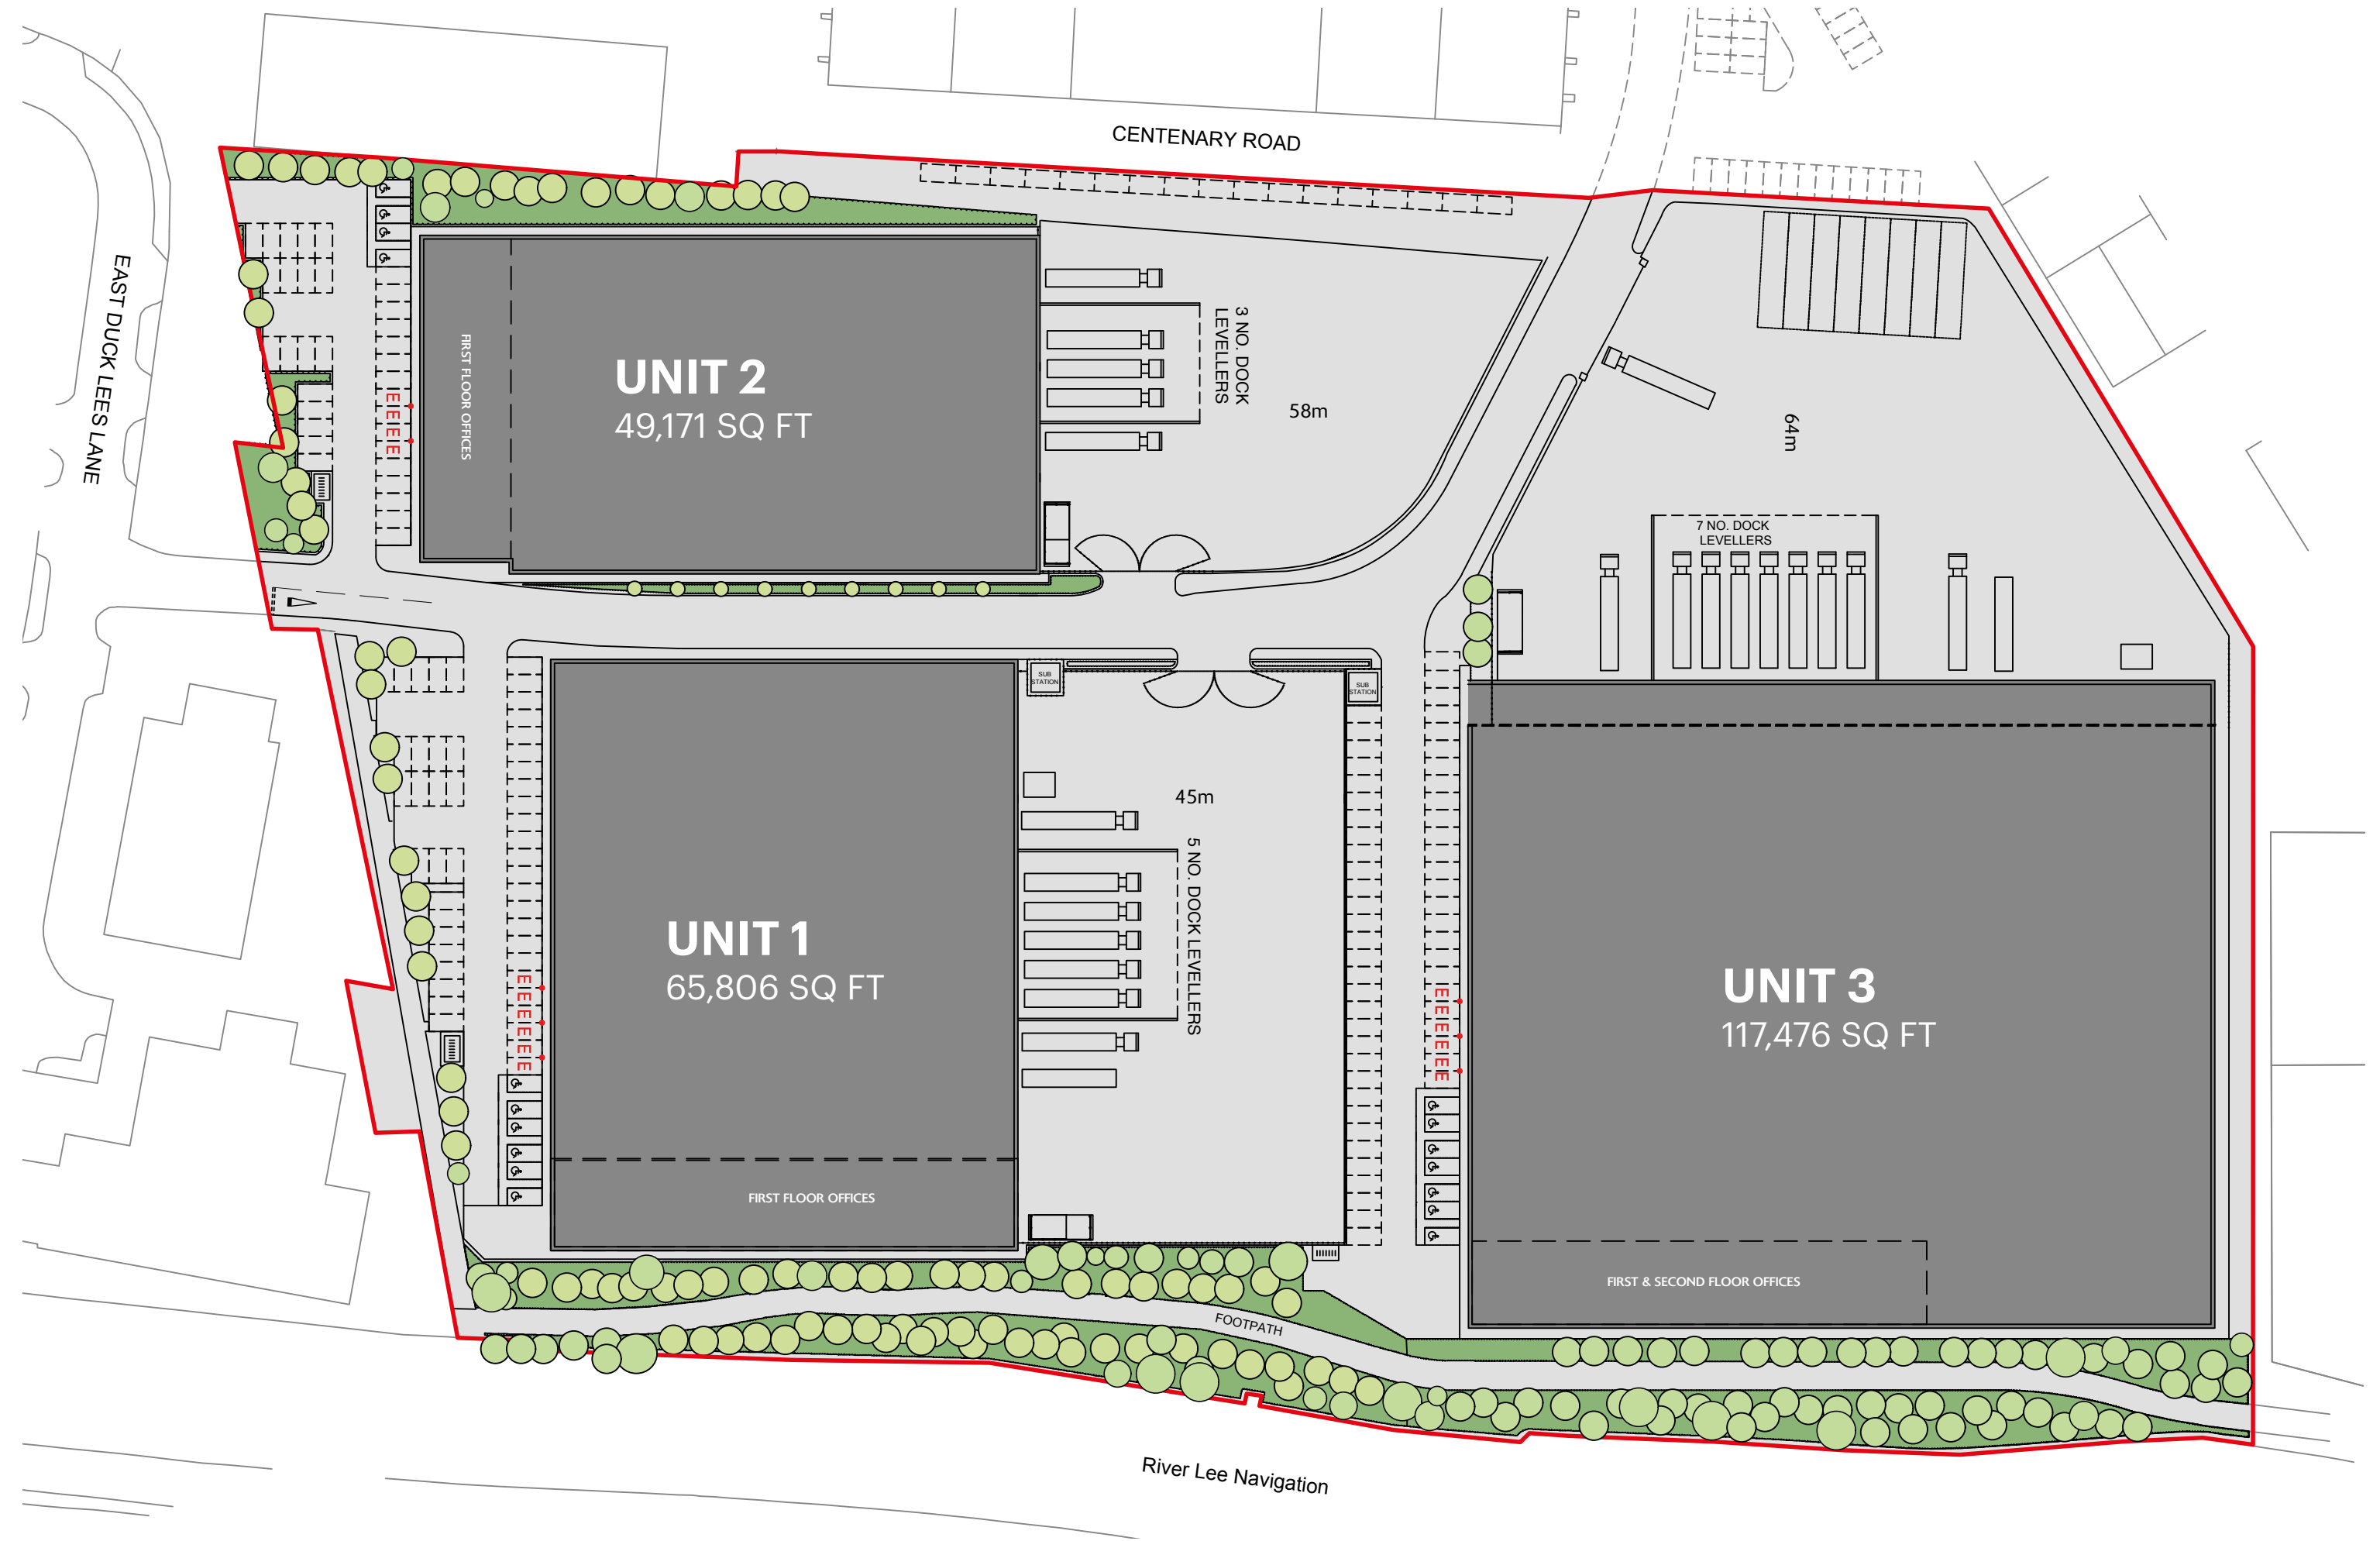 CENTENARY ROAD
EAST DUCK LEES LANE
FIRST FLOOR OFFICES
UNIT 2
49,171 SQ FT
3 NO. DOCK
LEVELLERS
58m
64m
E
E
E
E
7 NO. DOCK
LEVELLERS
SUB
STATION
SUB
STATION
45m
5 NO. DOCK LEVELLERS
UNIT 1
65,806 SQ FT
E
E
E
E
E
E
UNIT 3
117,476 SQ FT
E
E
E
E
E
E
FIRST FLOOR OFFICES
FIRST & SECOND FLOOR OFFICES
FOOTPATH
River Lee Navigation